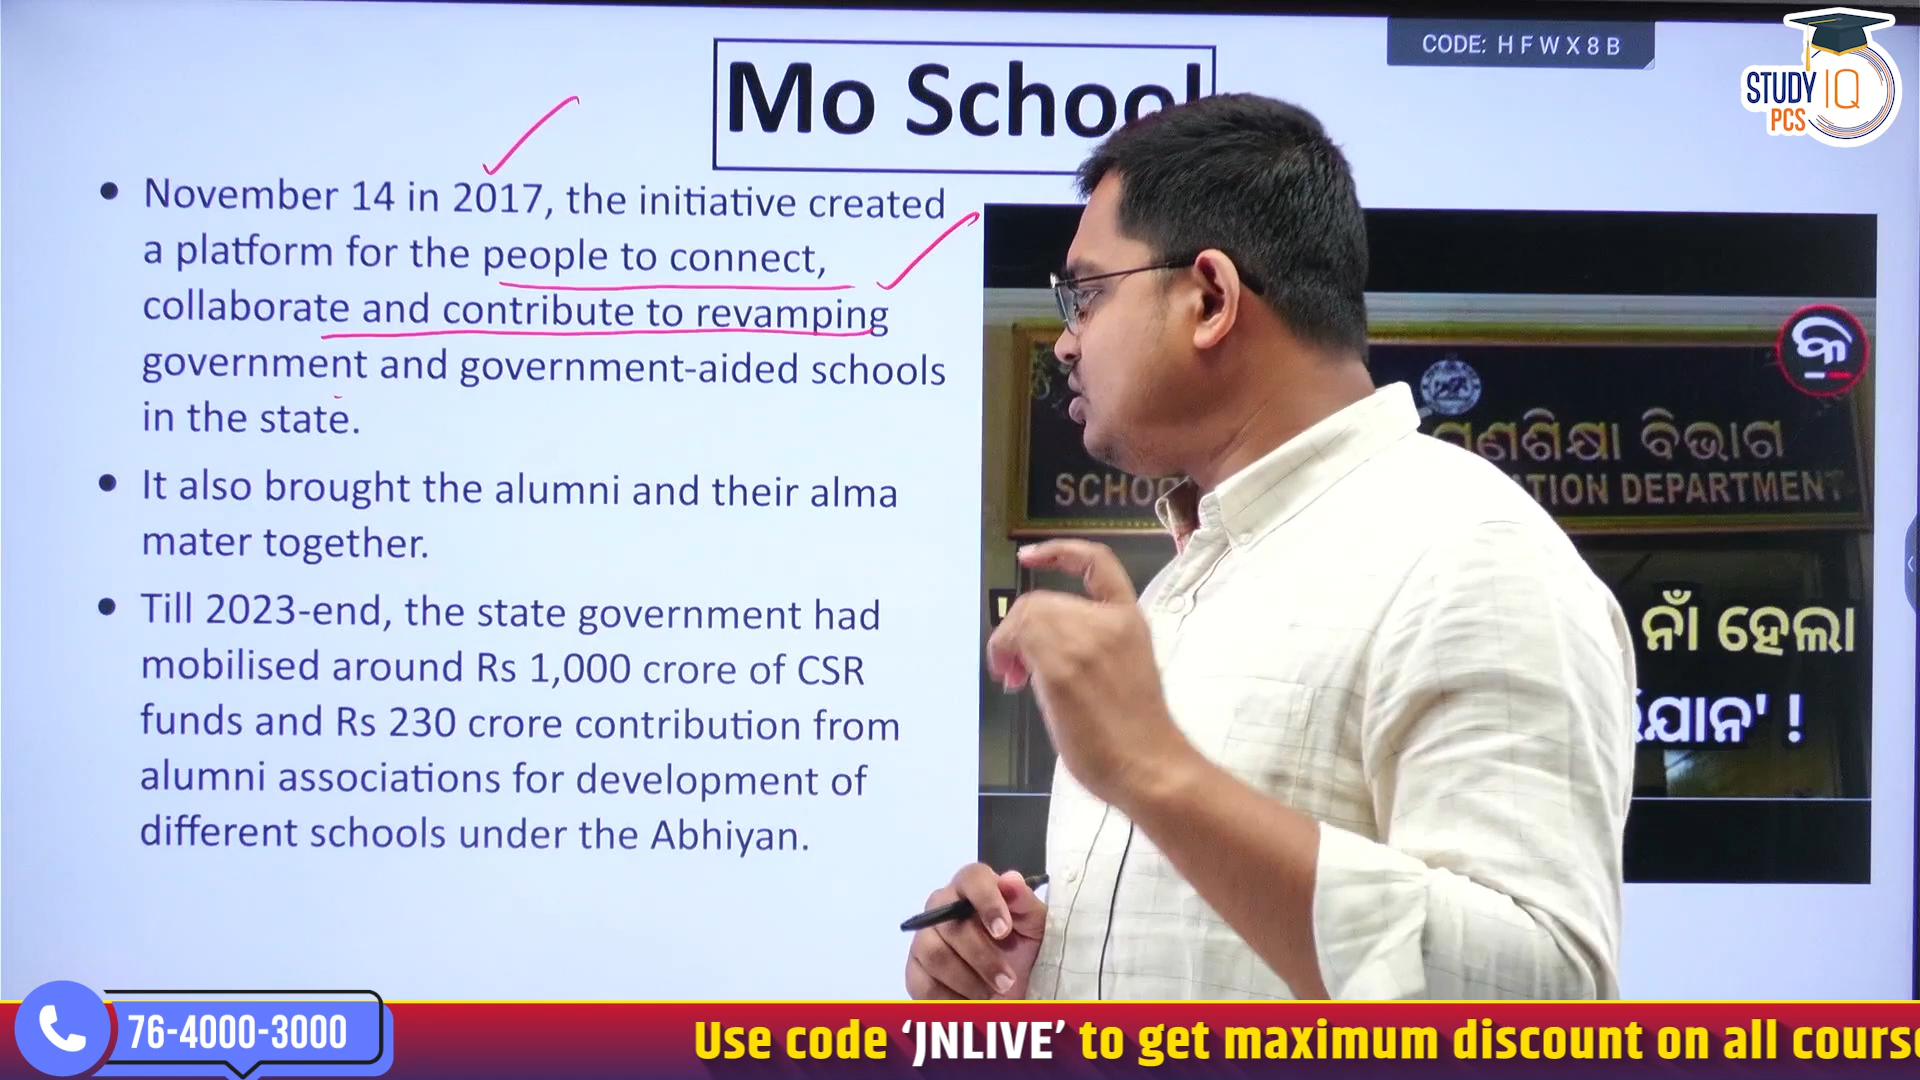 CODE: H F W X 8 B
STUDY IQ
PCS
Mo School
• November 14 in 2017, the initiative created
a platform for the people to connect,
collaborate and contribute to revamping
government and government-aided schools
in the state.
• It also brought the alumni and their alma
mater together.
• Till 2023-end, the state government had
mobilised around Rs 1,000 crore of CSR
funds and Rs 230 crore contribution from
alumni associations for development of
different schools under the Abhiyan.
କ
ଗଣଶିକ୍ଷା ବିଭାଗ
DEPARTMENT
ନାଁ ହେଲା
76-4000-3000
Use code ‘JNLIVE’ to get maximum discount on all